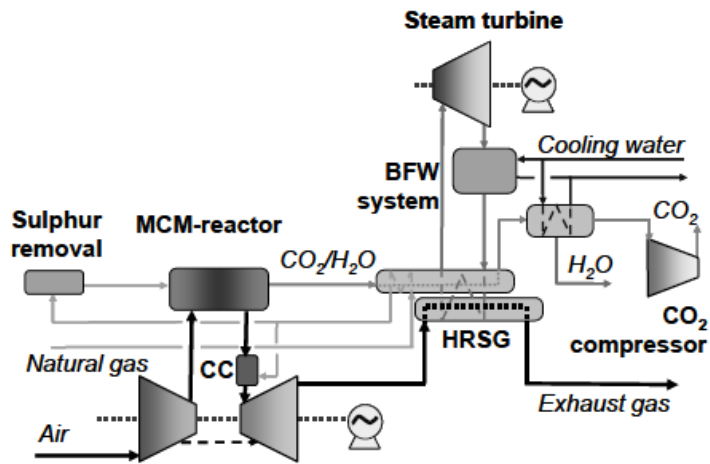 Steam turbine
Cooling water
BFW
system
Sulphur
removal
MCM-reactor
CO2/H2O
CO2
H2O
Natural gas
CC
HRSG
CO2
compressor
Exhaust gas
Air